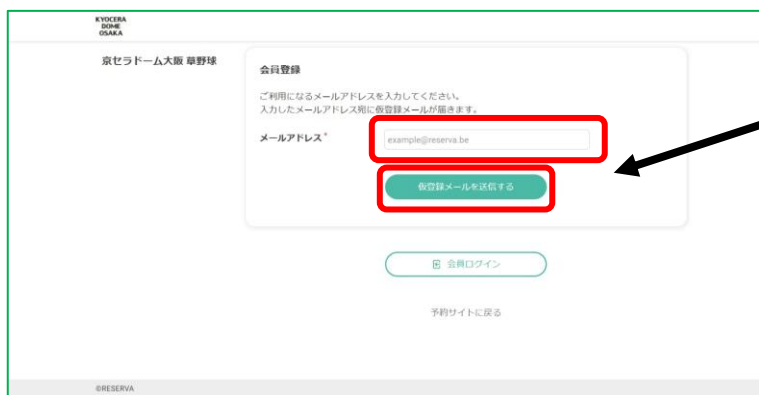 KYOCERA
DOME
OSAKA
京セラドーム大阪 草野球
会員登録
ご利用になるメールアドレスを入力してください。
入力したメールアドレス宛に仮登録メールが届きます。
メールアドレス*
example@reserva.be
仮登録メールを送信する
会員ログイン
予約サイトに戻る
©RESERVA